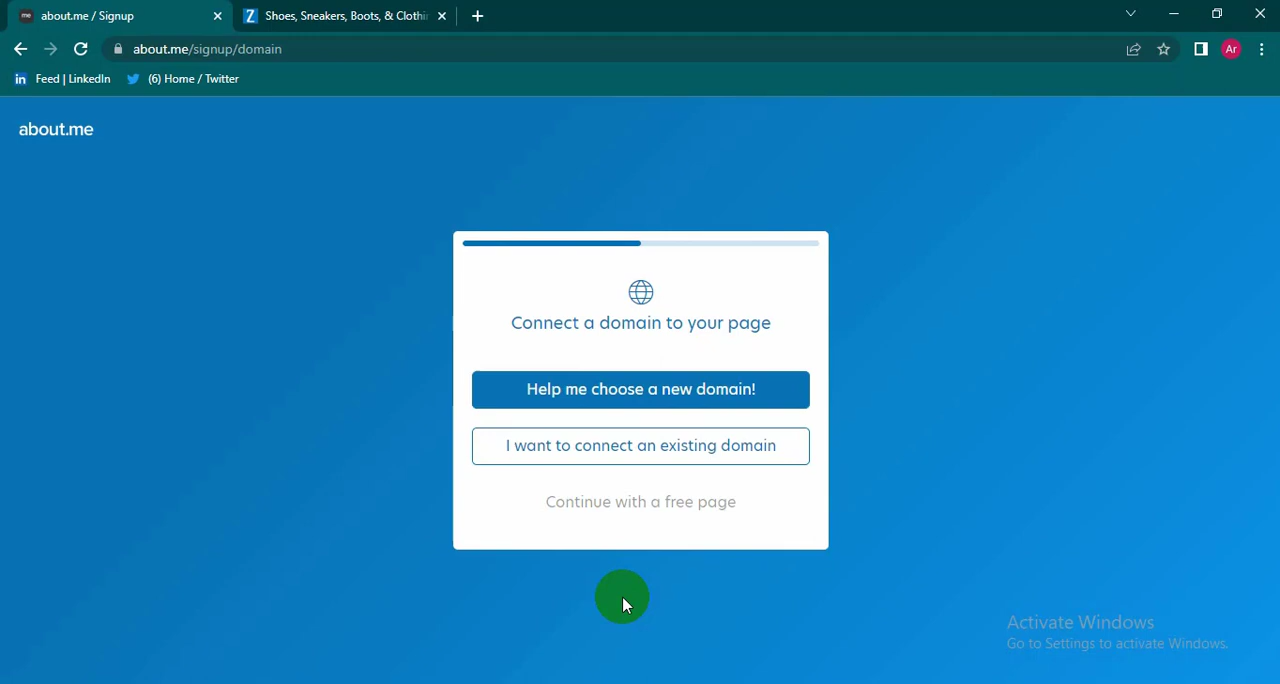 me about.me / Signup
Z Shoes, Sneakers, Boots, & Clothi
about.me/signup/domain
Ar
in Feed | LinkedIn
(6) Home / Twitter
about.me
Connect a domain to your page
Help me choose a new domain!
I want to connect an existing domain
Continue with a free page
Activate Windows
Go to Settings to activate Windows.